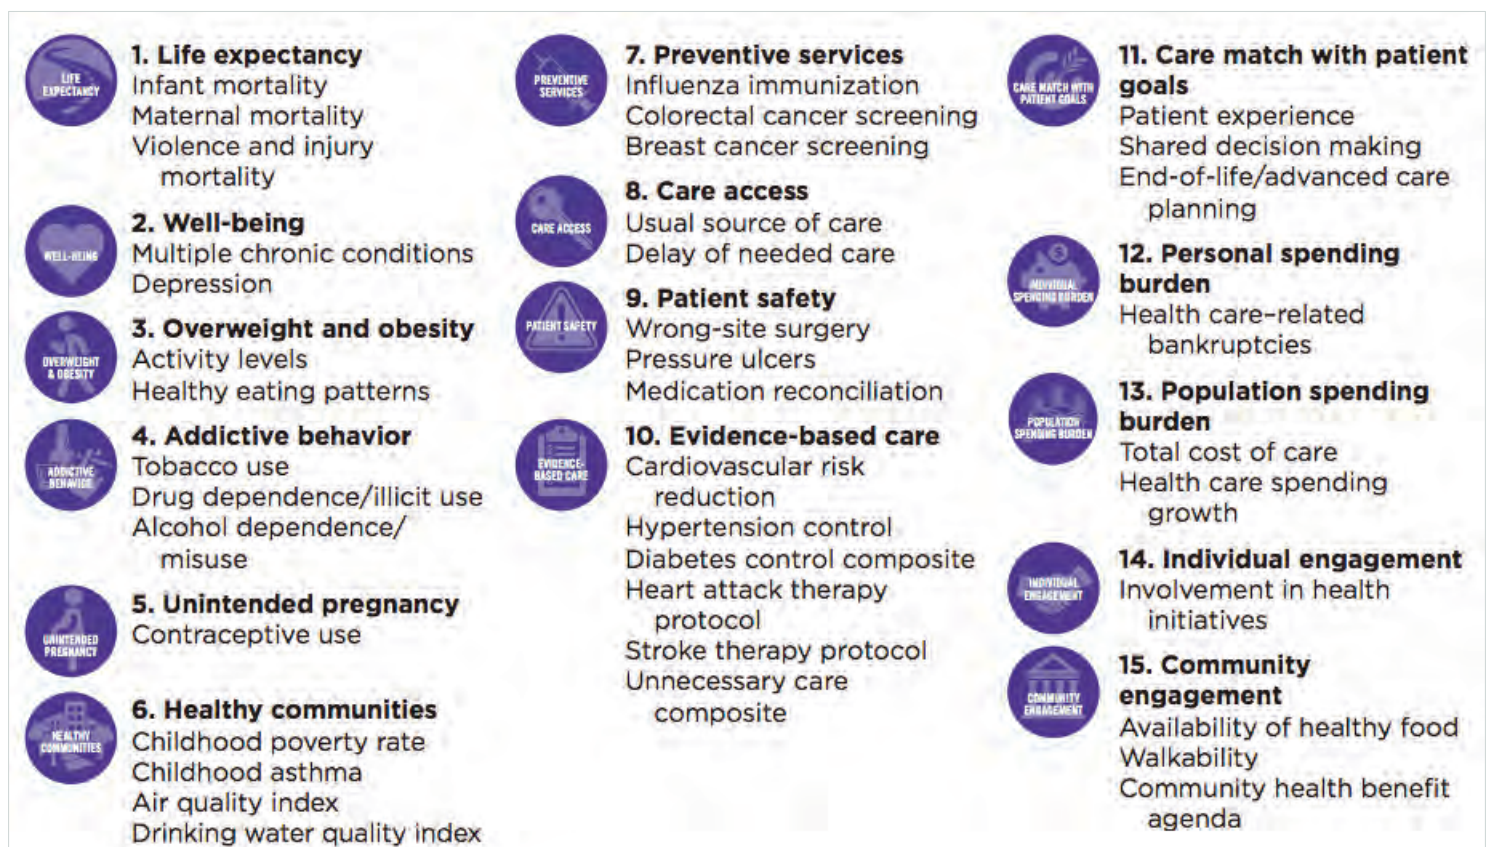 LIFE
EXPECTANCY
1. Life expectancy
Infant mortality
Maternal mortality
Violence and injury
mortality
WELL-BEING
2. Well-being
Multiple chronic conditions
Depression
OVERWEIGHT
& OBESITY
3. Overweight and obesity
Activity levels
Healthy eating patterns
ADDICTIVE
BEHAVIOR
4. Addictive behavior
Tobacco use
Drug dependence/illicit use
Alcohol dependence/
misuse
UNINTENDED
PREGNANCY
5. Unintended pregnancy
Contraceptive use
HEALTHY
COMMUNITIES
6. Healthy communities
Childhood poverty rate
Childhood asthma
Air quality index
Drinking water quality index
PREVENTIVE
SERVICES
7. Preventive services
Influenza immunization
Colorectal cancer screening
Breast cancer screening
CARE ACCESS
8. Care access
Usual source of care
Delay of needed care
PATIENT SAFETY
9. Patient safety
Wrong-site surgery
Pressure ulcers
Medication reconciliation
EVIDENCE-
BASED CARE
10. Evidence-based care
Cardiovascular risk
reduction
Hypertension control
Diabetes control composite
Heart attack therapy
protocol
Stroke therapy protocol
Unnecessary care
composite
CARE MATCH WITH
PATIENT GOALS
11. Care match with patient
goals
Patient experience
Shared decision making
End-of-life/advanced care
planning
INDIVIDUAL
SPENDING BURDEN
12. Personal spending
burden
Health care–related
bankruptcies
POPULATION
SPENDING BURDEN
13. Population spending
burden
Total cost of care
Health care spending
growth
INDIVIDUAL
ENGAGEMENT
14. Individual engagement
Involvement in health
initiatives
COMMUNITY
ENGAGEMENT
15. Community
engagement
Availability of healthy food
Walkability
Community health benefit
agenda